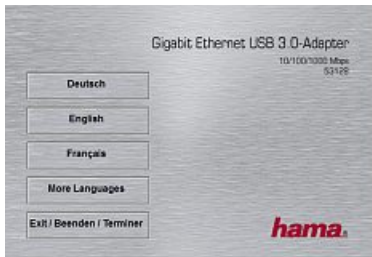 Gigabit Ethernet USB 3.0-Adapter
10/100/1000 Mbps
53128
Deutsch
English
Français
More Languages
Exit / Beenden / Terminer
hama.